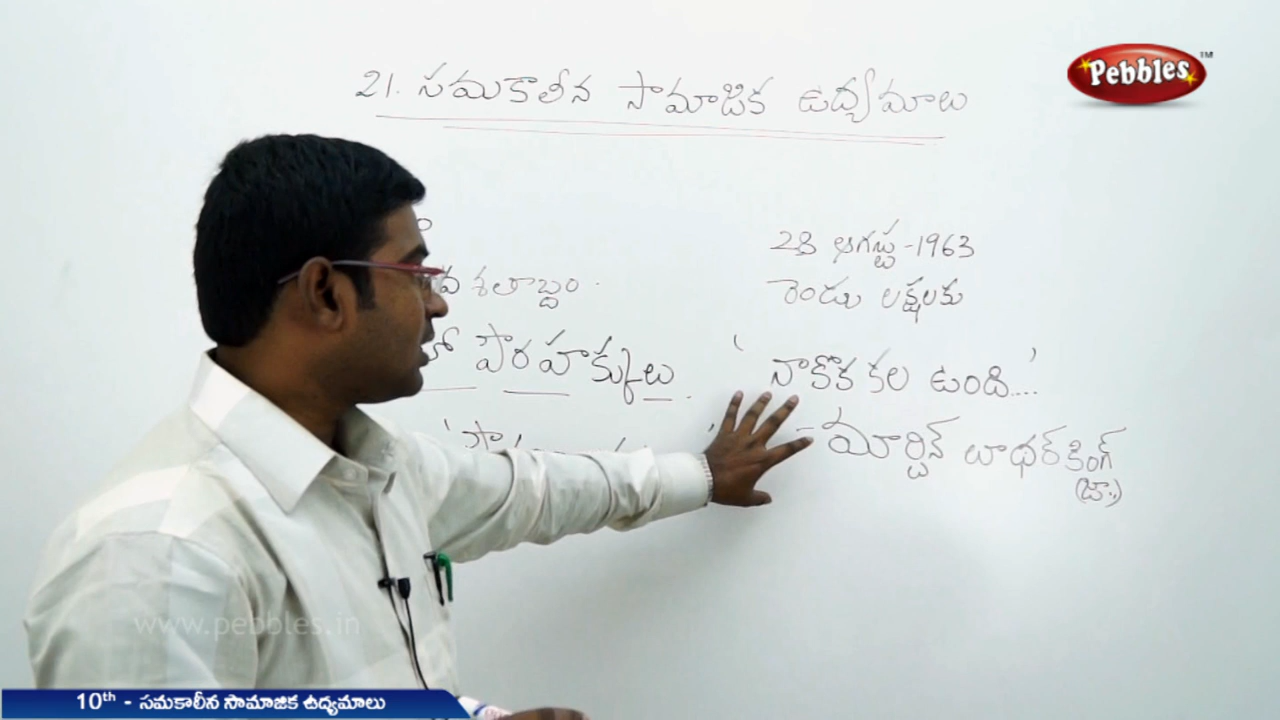 Pebbles™
21. సమకాలీన సామాజిక ఉద్యమాలు
28 ఆగస్టు -1963
శతాబ్దం.
రెండు లక్షలకు
పౌరహక్కులు.
' నాకొక కల ఉంది....'
- మార్టిన్ లూథర్ కింగ్
(జూ.)
www.pebbles.in
10th - సమకాలీన సామాజిక ఉద్యమాలు